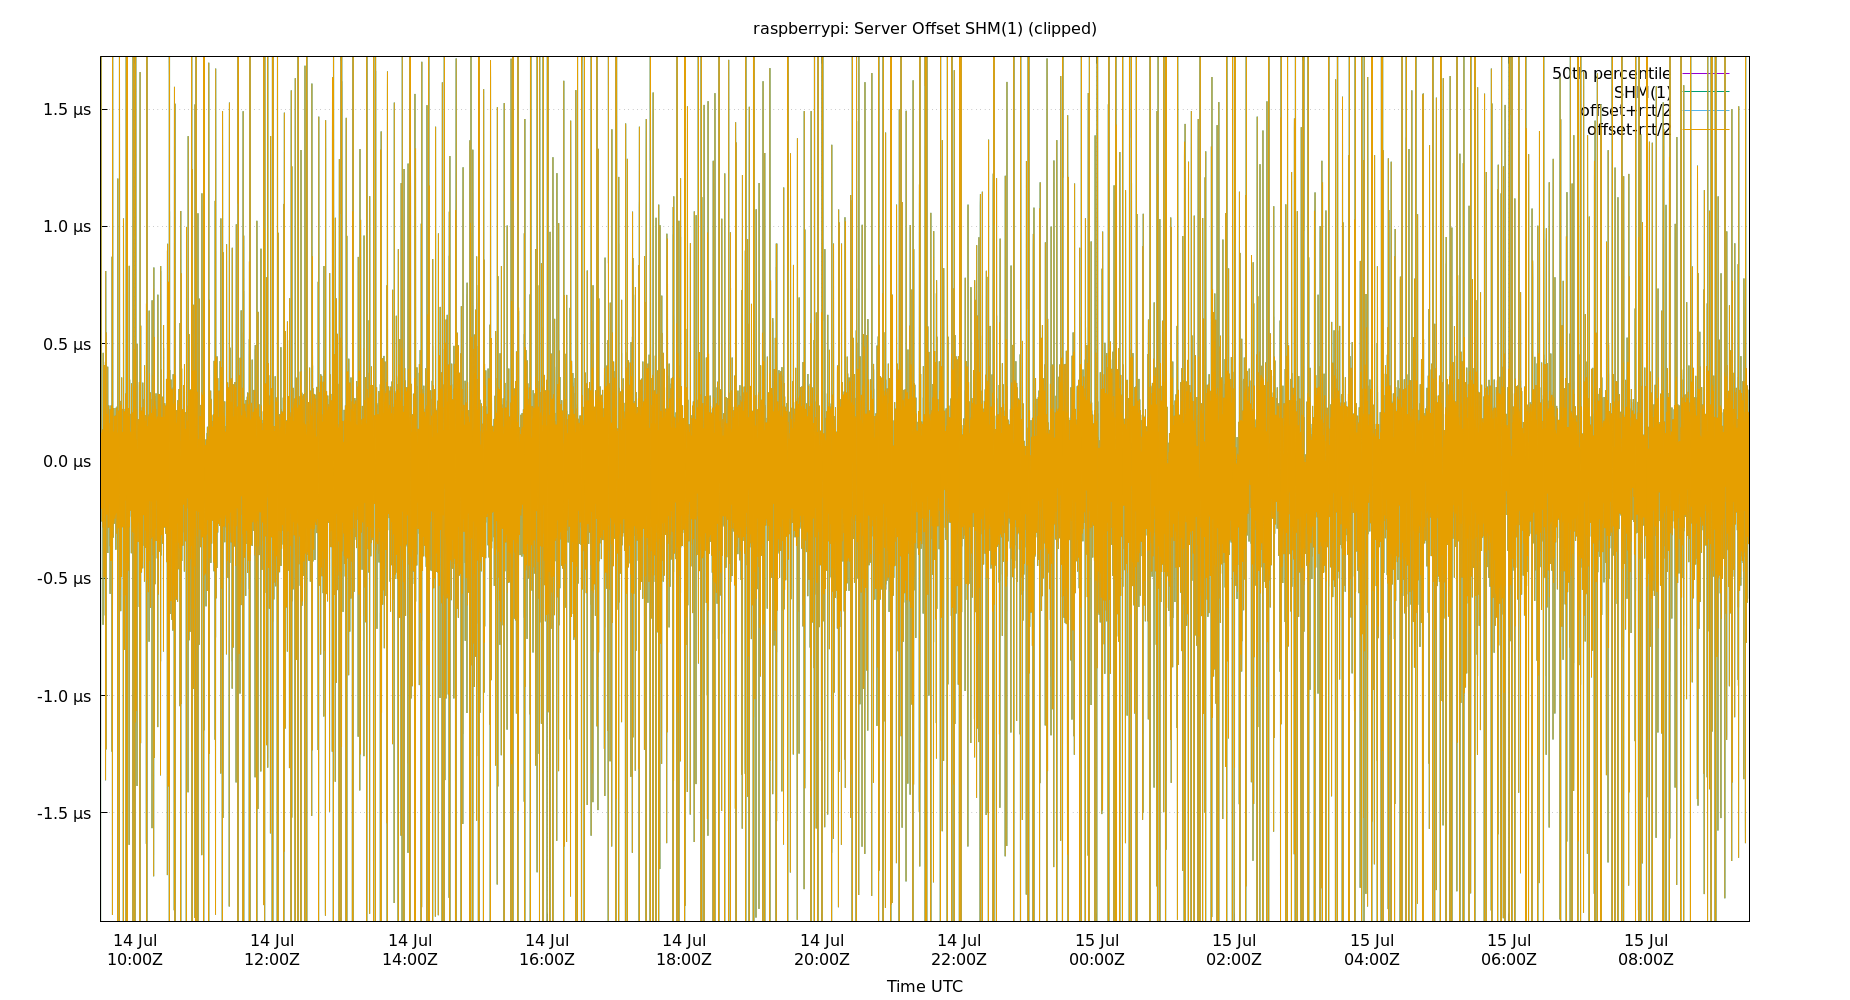 raspberrypi: Server Offset SHM(1) (clipped)
50th percentile
SHM(1)
offset+rtt/2
offset-rtt/2
1.5 µs
1.0 µs
0.5 µs
0.0 µs
-0.5 µs
-1.0 µs
-1.5 µs
14 Jul 14 Jul 14 Jul 14 Jul 14 Jul 14 Jul 14 Jul 15 Jul 15 Jul 15 Jul 15 Jul 15 Jul
10:00Z 12:00Z 14:00Z 16:00Z 18:00Z 20:00Z 22:00Z 00:00Z 02:00Z 04:00Z 06:00Z 08:00Z
Time UTC